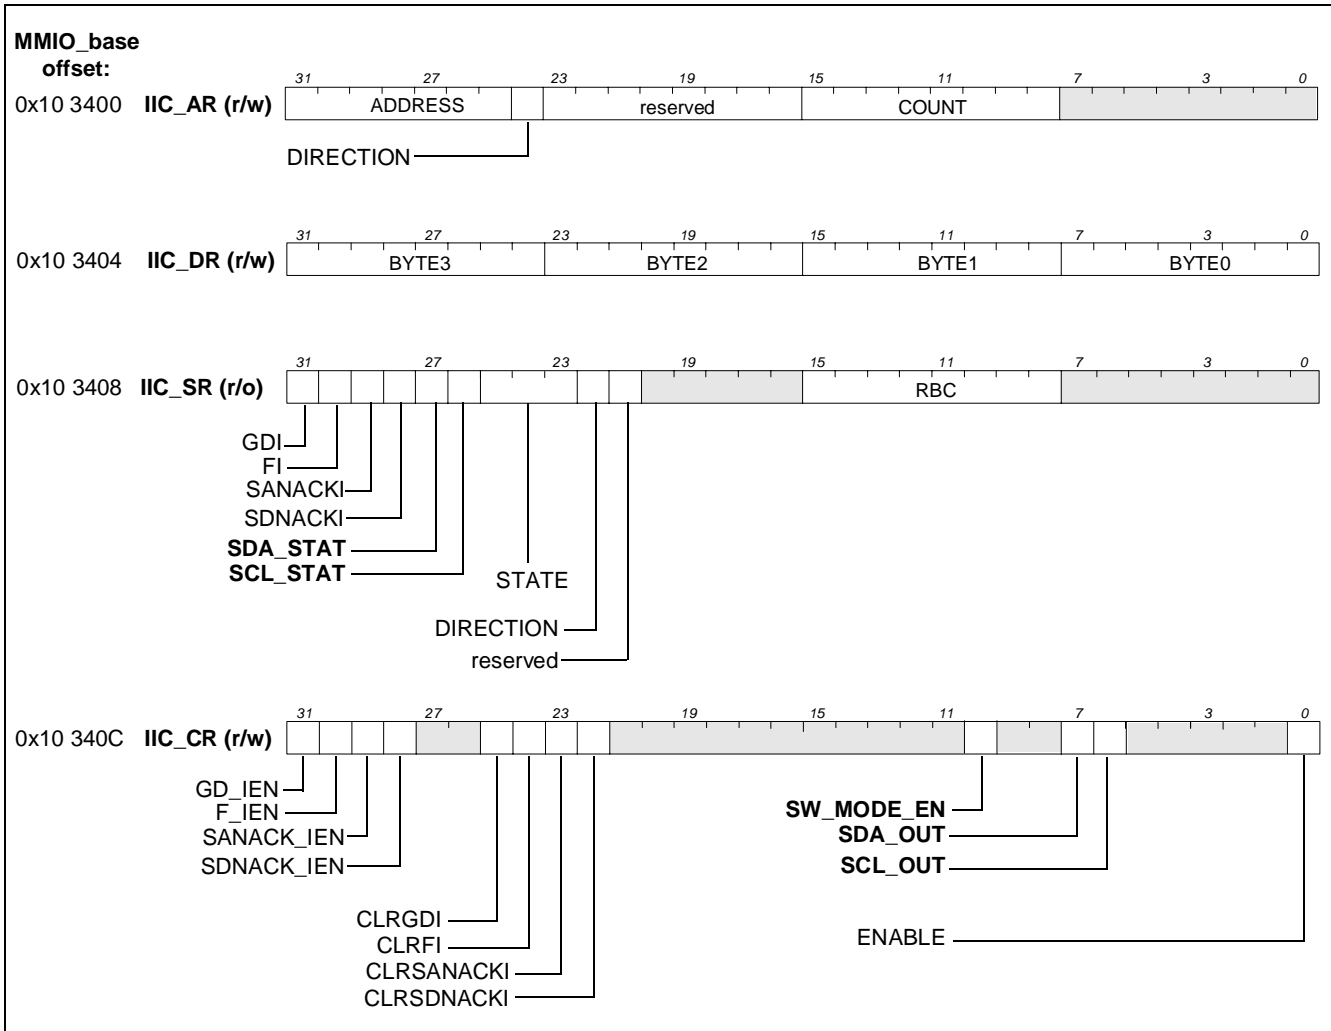 MMIO_base
offset:
31 27 23 19 15 11 7 3 0
0x10 3400 IIC_AR (r/w) ADDRESS reserved COUNT
DIRECTION
31 27 23 19 15 11 7 3 0
0x10 3404 IIC_DR (r/w) BYTE3 BYTE2 BYTE1 BYTE0
31 27 23 19 15 11 7 3 0
0x10 3408 IIC_SR (r/o) RBC
GDI
FI
SANACKI
SDNACKI
SDA_STAT
SCL_STAT
STATE
DIRECTION
reserved
31 27 23 19 15 11 7 3 0
0x10 340C IIC_CR (r/w)
GD_IEN
F_IEN
SANACK_IEN
SDNACK_IEN
SW_MODE_EN
SDA_OUT
SCL_OUT
CLRGDI
CLRFI
CLRSANACKI
CLRSDNACKI
ENABLE